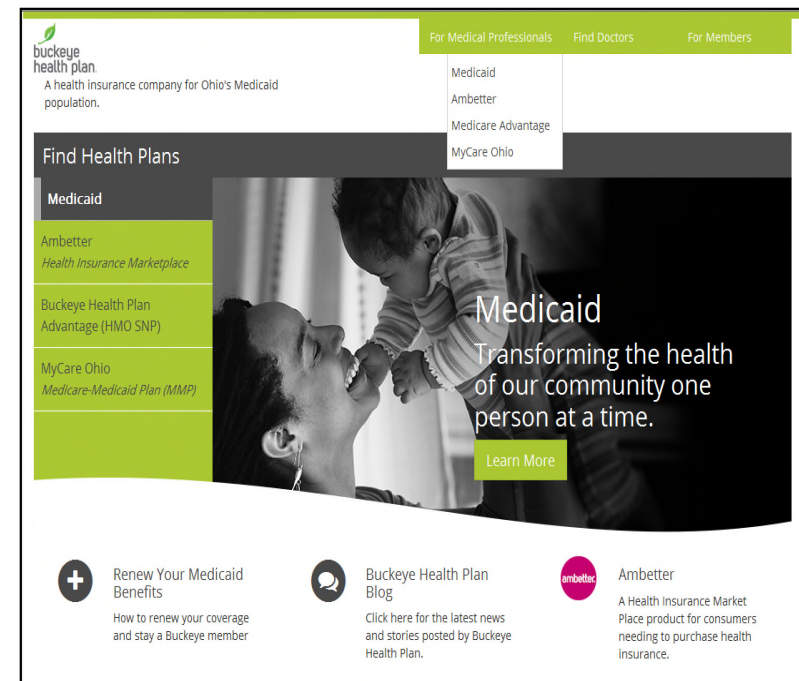 buckeye
health plan.
A health insurance company for Ohio's Medicaid
population.
For Medical Professionals
Find Doctors
For Members
Medicaid
Ambetter
Medicare Advantage
MyCare Ohio
Find Health Plans
Medicaid
Ambetter
Health Insurance Marketplace
Buckeye Health Plan
Advantage (HMO SNP)
MyCare Ohio
Medicare-Medicaid Plan (MMP)
Medicaid
Transforming the health
of our community one
person at a time.
Learn More
Renew Your Medicaid
Benefits
How to renew your coverage
and stay a Buckeye member
Buckeye Health Plan
Blog
Click here for the latest news
and stories posted by Buckeye
Health Plan.
ambetter.
Ambetter
A Health Insurance Market
Place product for consumers
needing to purchase health
insurance.